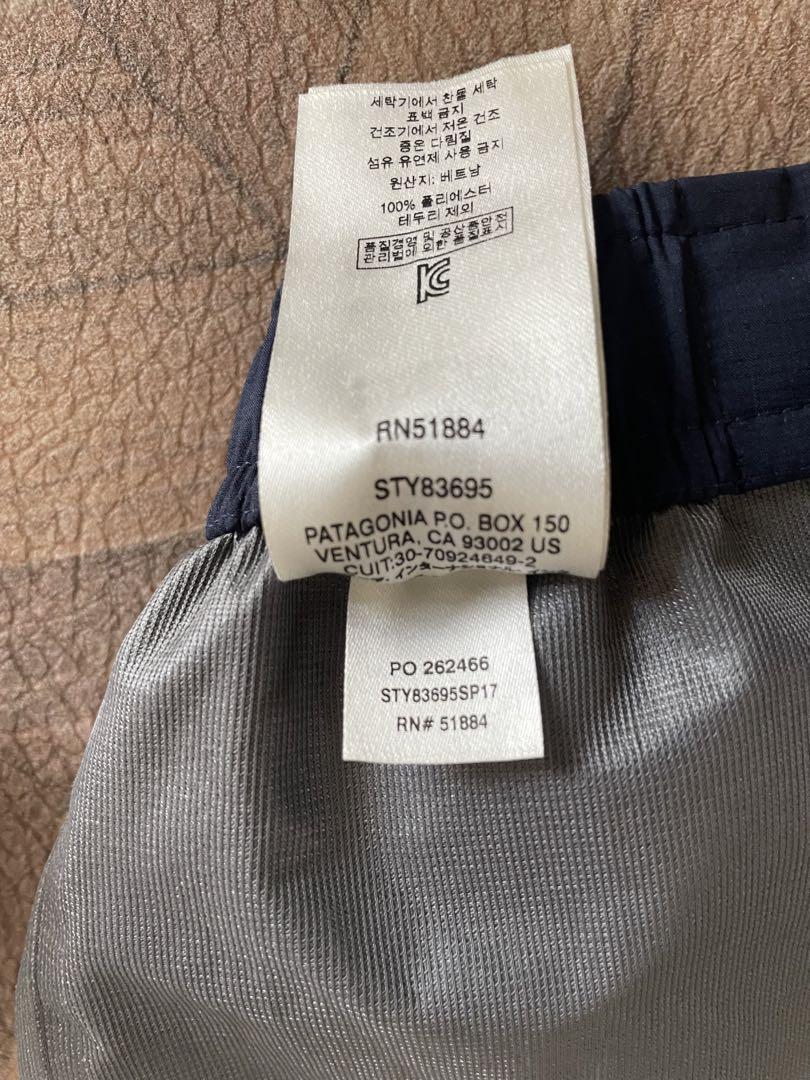 세탁기에서 찬물 세탁
표백 금지
건조기에서 저온 건조
중온 다림질
섬유 유연제 사용 금지
원산지: 베트남
100% 폴리에스터
테두리 제외
품질경영 및 공산품안전
관리법에 의한 품질표시
RN51884
STY83695
PATAGONIA P.O. BOX 150
VENTURA, CA 93002 US
CUIT:30-70924649-2
PO 262466
STY83695SP17
RN# 51884